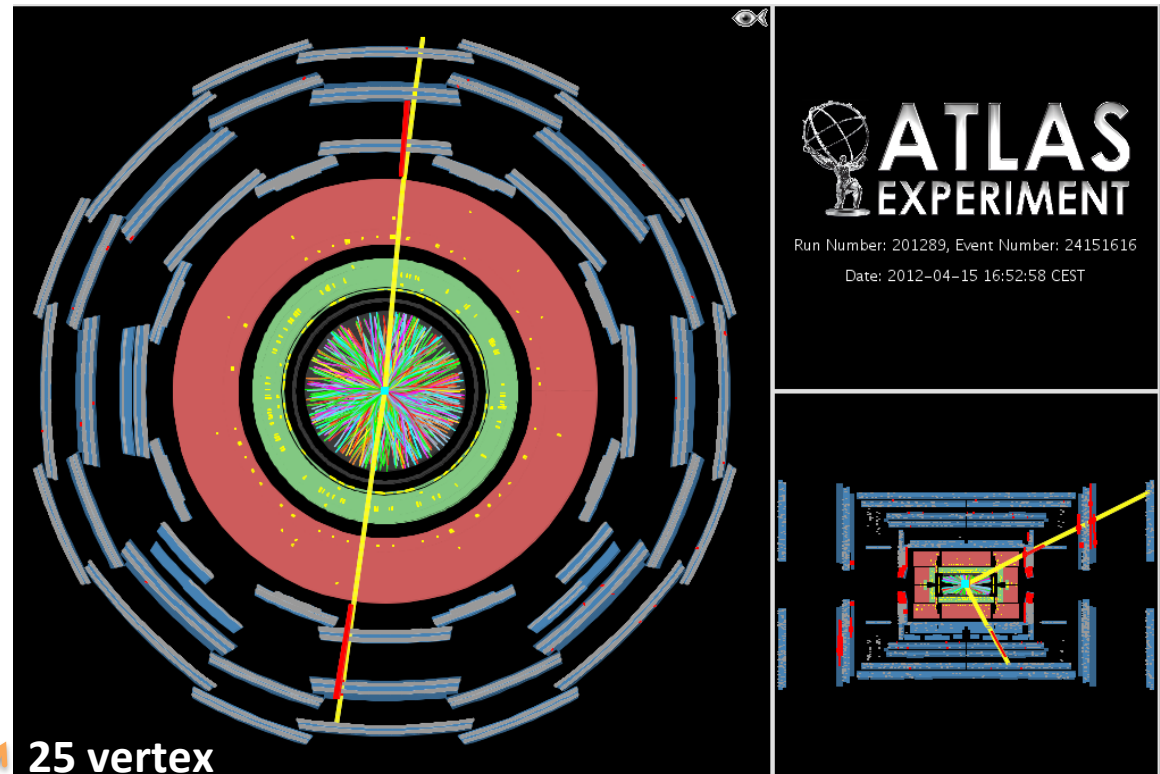 ATLAS
EXPERIMENT
Run Number: 201289, Event Number: 24151616
Date: 2012-04-15 16:52:58 CEST
25 vertex